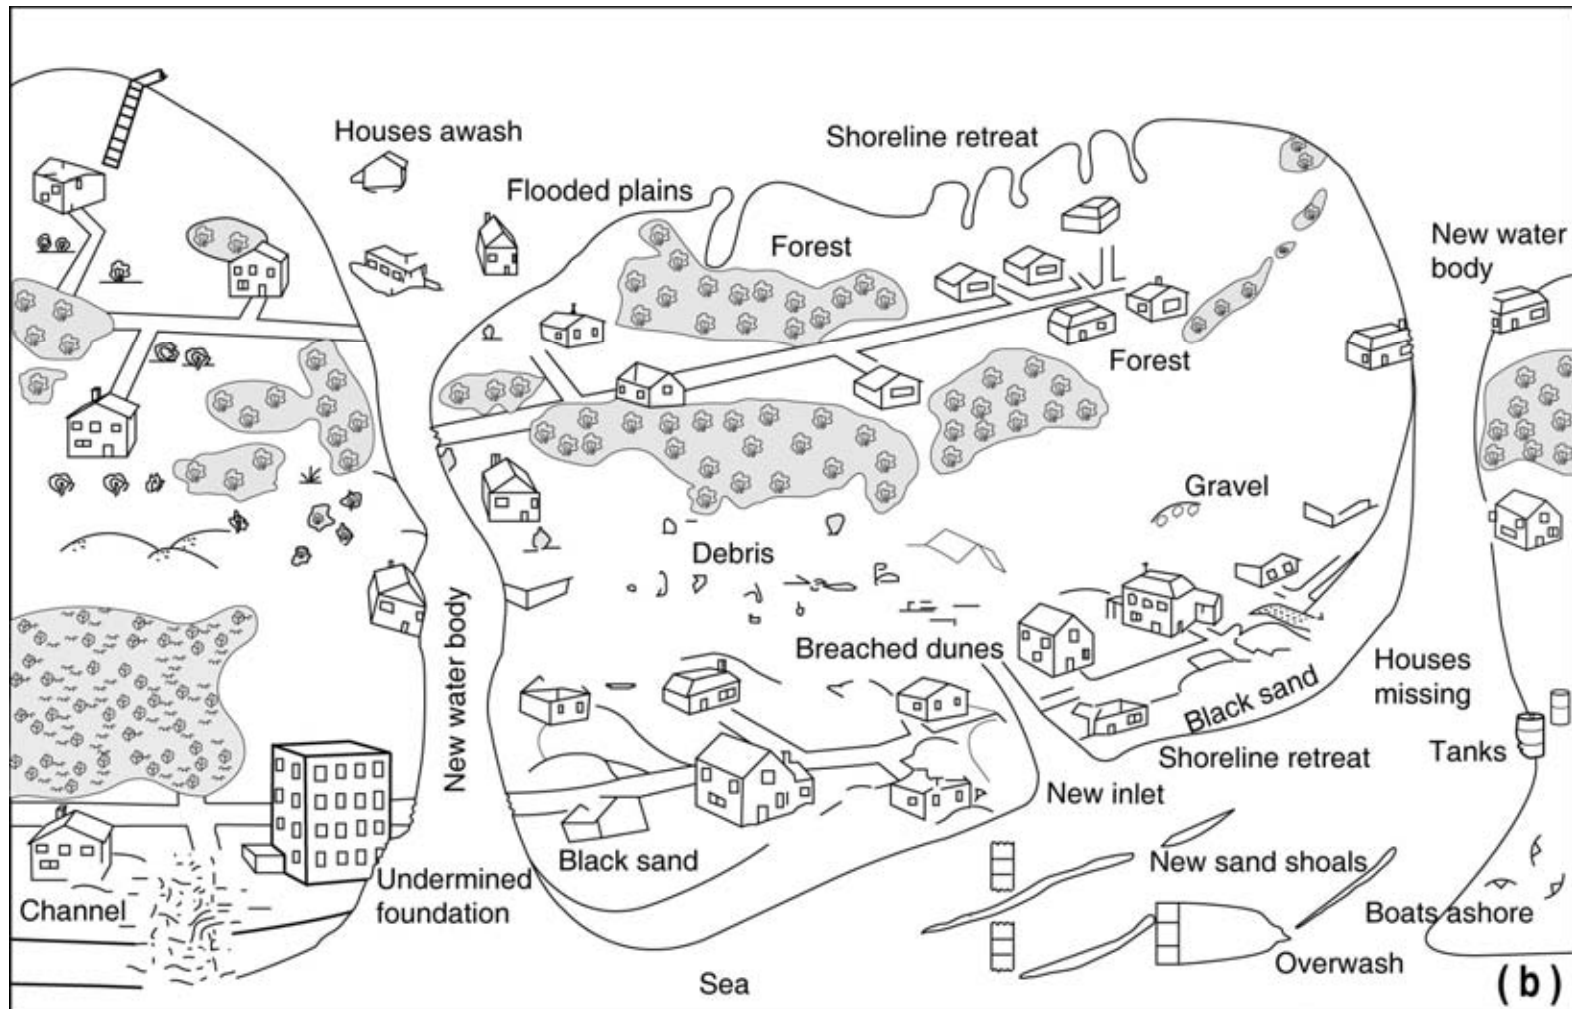 Houses awash
Shoreline retreat
Flooded plains
Forest
New water
body
Forest
Gravel
Debris
New water body
Breached dunes
Houses
missing
Black sand
Tanks
Shoreline retreat
New inlet
Black sand
New sand shoals
Undermined
foundation
Channel
Boats ashore
Overwash
Sea
(b)